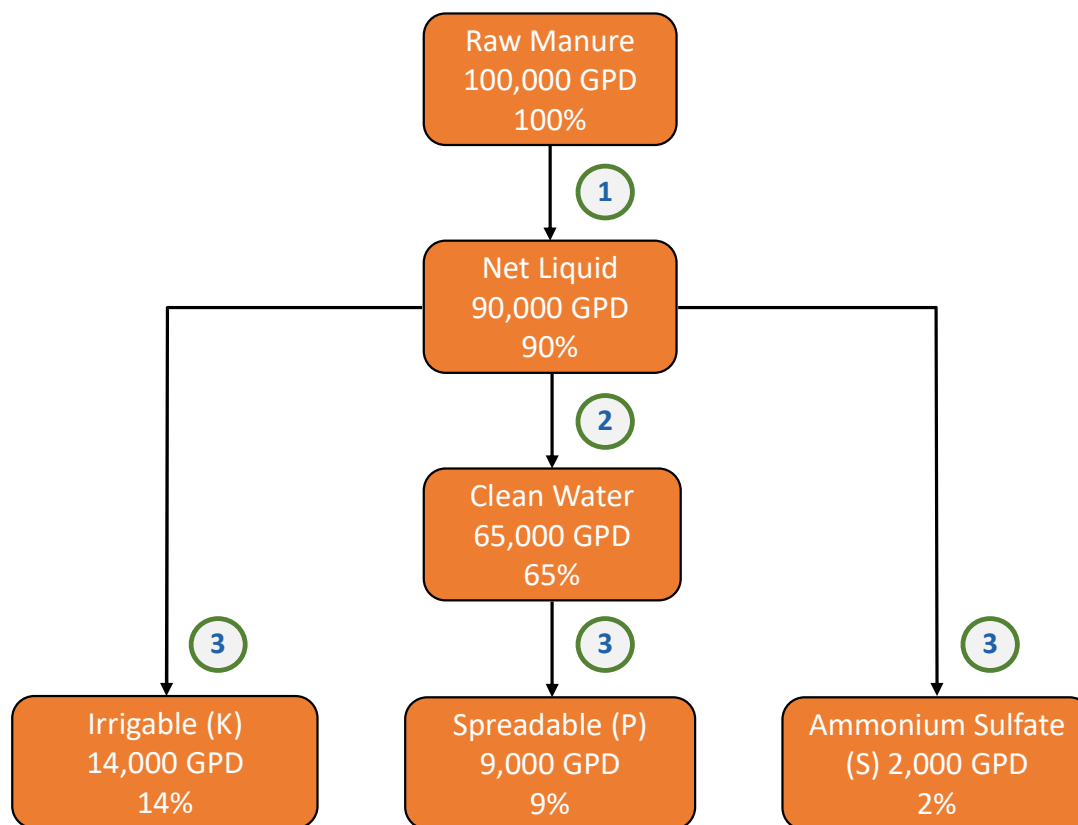 Raw Manure
100,000 GPD
100%
1
Net Liquid
90,000 GPD
90%
2
Clean Water
65,000 GPD
65%
3
3
3
Irrigable (K)
14,000 GPD
14%
Spreadable (P)
9,000 GPD
9%
Ammonium Sulfate
(S) 2,000 GPD
2%